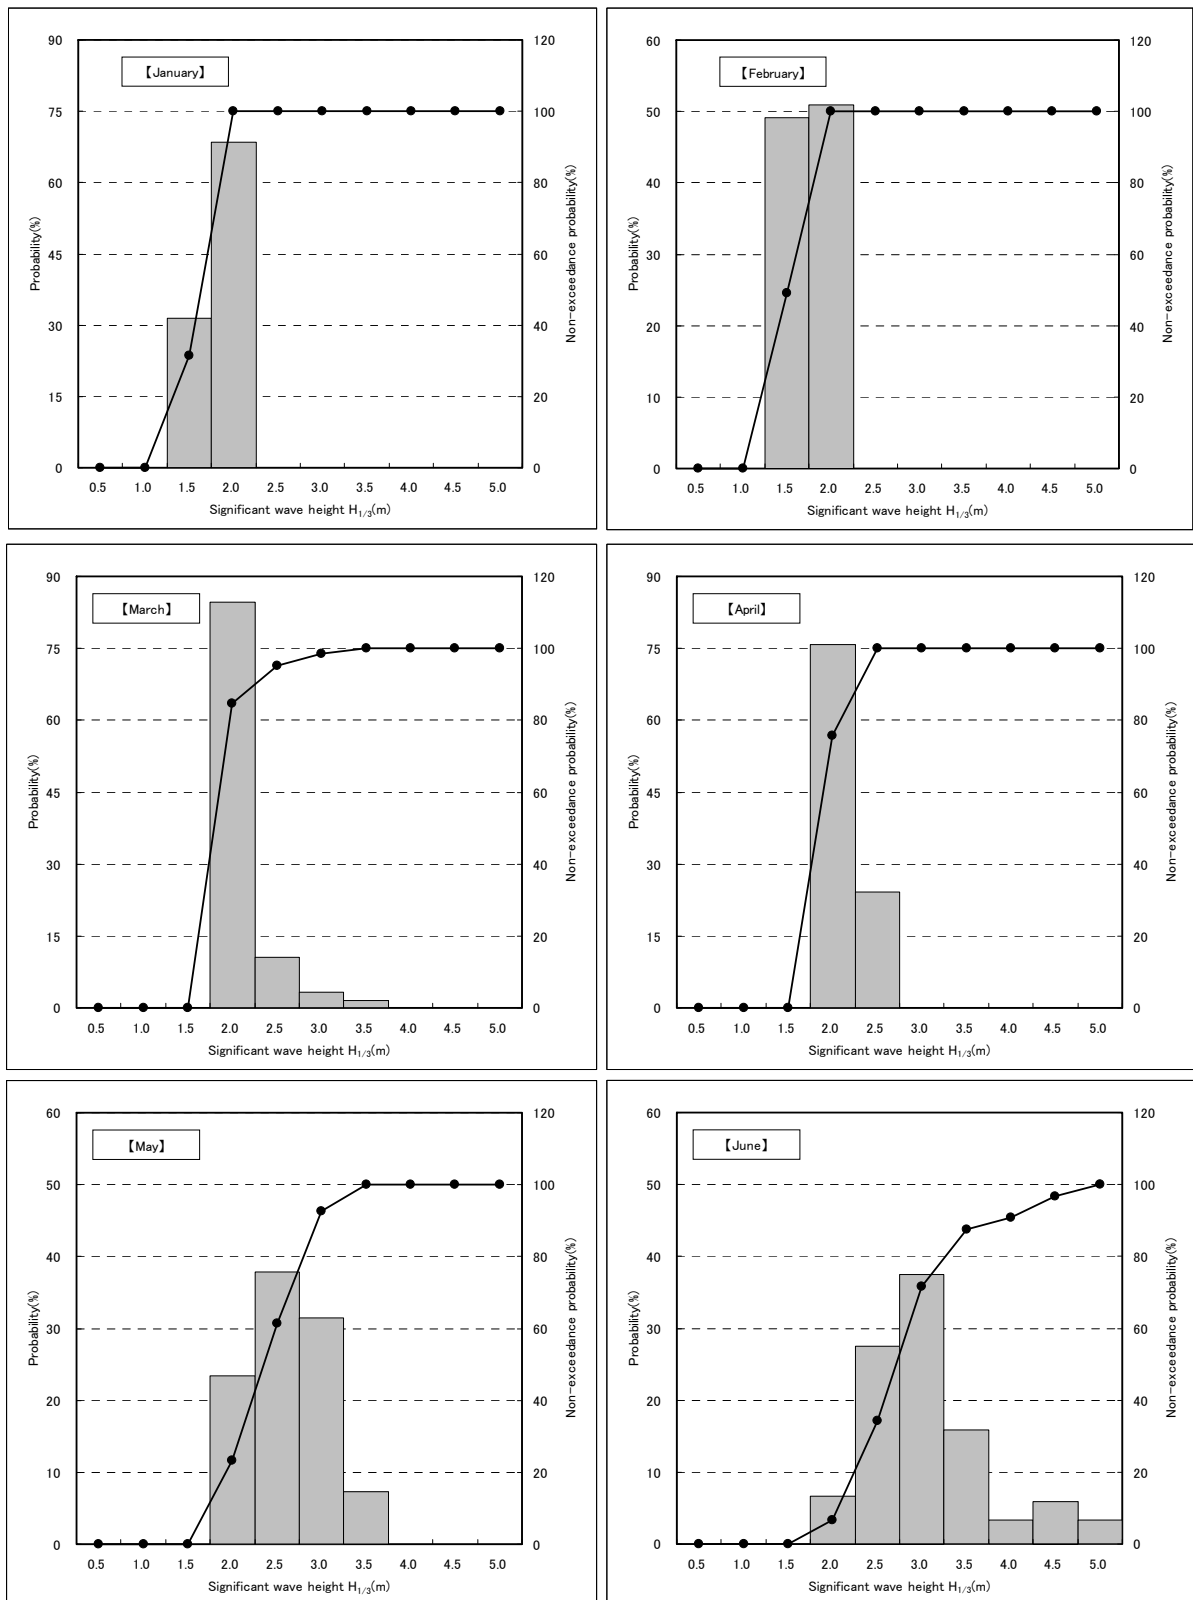 【January】
90 75 60 45 30 15 0
120 100 80 60 40 20 0
Probability(%)
Non-exceedance probability(%)
0.5 1.0 1.5 2.0 2.5 3.0 3.5 4.0 4.5 5.0
Significant wave height H1/3(m)
【February】
60 50 40 30 20 10 0
120 100 80 60 40 20 0
Probability(%)
Non-exceedance probability(%)
0.5 1.0 1.5 2.0 2.5 3.0 3.5 4.0 4.5 5.0
Significant wave height H1/3(m)
【March】
90 75 60 45 30 15 0
120 100 80 60 40 20 0
Probability(%)
Non-exceedance probability(%)
0.5 1.0 1.5 2.0 2.5 3.0 3.5 4.0 4.5 5.0
Significant wave height H1/3(m)
【April】
90 75 60 45 30 15 0
120 100 80 60 40 20 0
Probability(%)
Non-exceedance probability(%)
0.5 1.0 1.5 2.0 2.5 3.0 3.5 4.0 4.5 5.0
Significant wave height H1/3(m)
【May】
60 50 40 30 20 10 0
120 100 80 60 40 20 0
Probability(%)
Non-exceedance probability(%)
0.5 1.0 1.5 2.0 2.5 3.0 3.5 4.0 4.5 5.0
Significant wave height H1/3(m)
【June】
60 50 40 30 20 10 0
120 100 80 60 40 20 0
Probability(%)
Non-exceedance probability(%)
0.5 1.0 1.5 2.0 2.5 3.0 3.5 4.0 4.5 5.0
Significant wave height H1/3(m)